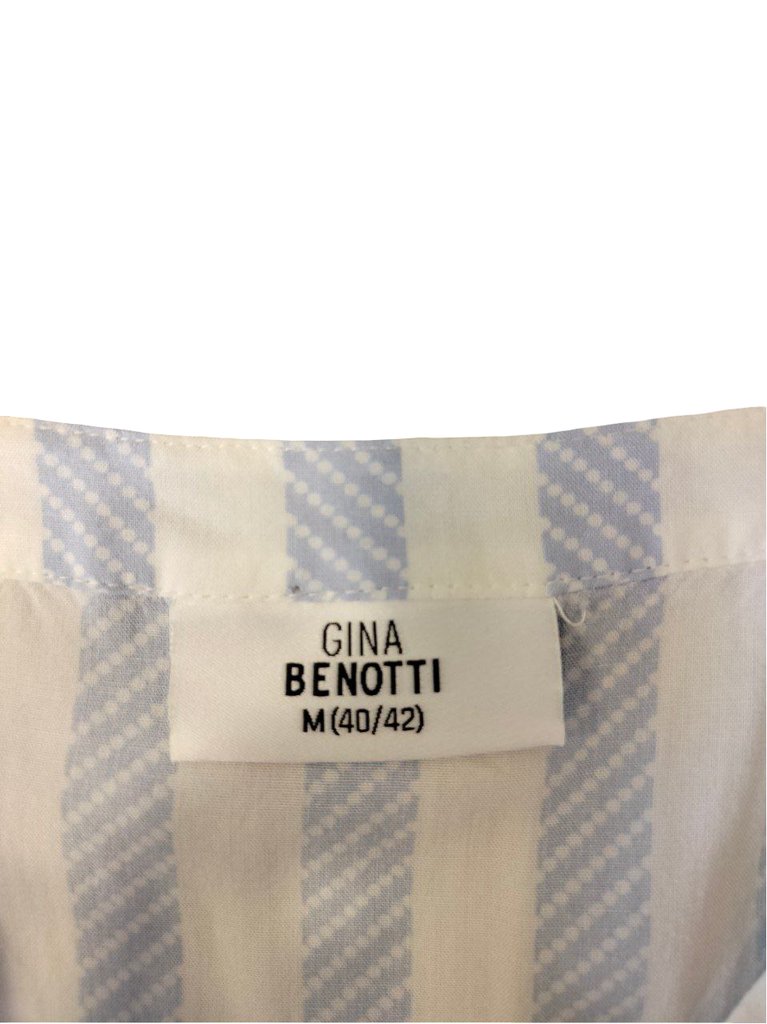 GINA
BENOTTI
M (40/42)